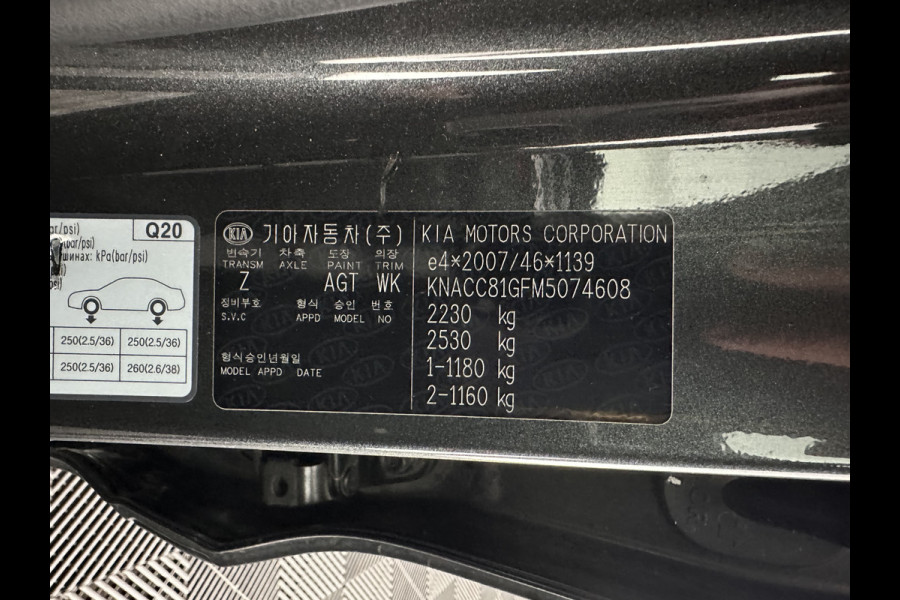 Q20
(bar/psi)
шинах: kPa(bar/psi)
250(2.5/36) 250(2.5/36)
250(2.5/36) 260(2.6/38)
KIA 기아자동차(주)
변속기 차축 도장 의장
TRANSM AXLE PAINT TRIM
Z AGT WK
정비부호 형식 승인 번호
S.V.C APPD MODEL NO
형식승인년월일
MODEL APPD DATE
KIA MOTORS CORPORATION
e4*2007/46*1139
KNACC81GFM5074608
2230 kg
2530 kg
1-1180 kg
2-1160 kg